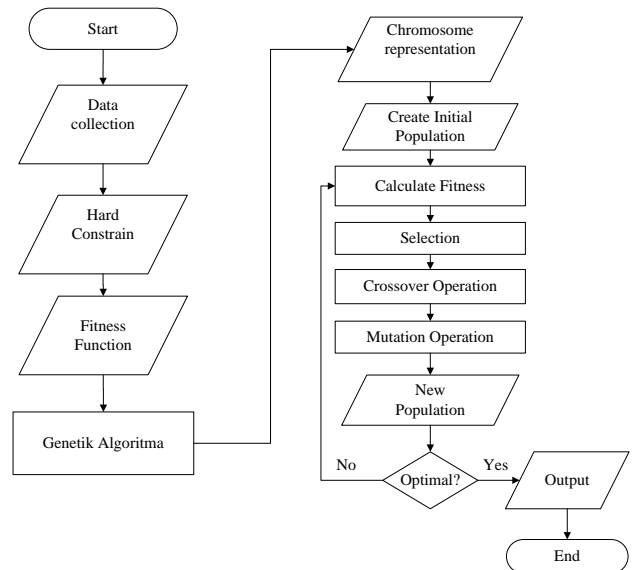 Start
Data
collection
Hard
Constrain
Fitness
Function
Genetik Algoritma
Chromosome
representation
Create Initial
Population
Calculate Fitness
Selection
Crossover Operation
Mutation Operation
New
Population
Optimal?
No
Yes
Output
End